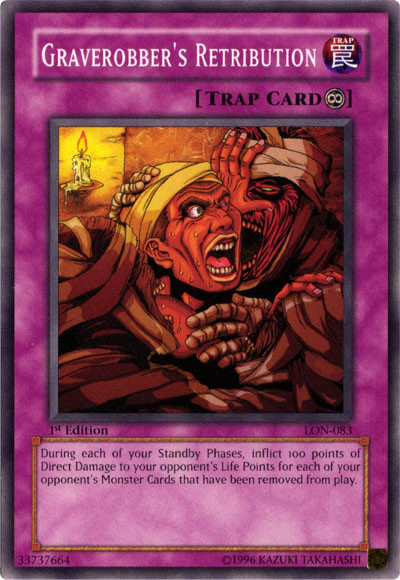 GRAVEROBBER'S RETRIBUTION
TRAP
罠
[TRAP CARD]
1st Edition
LON-083
During each of your Standby Phases, inflict 100 points of
Direct Damage to your opponent's Life Points for each of your
opponent's Monster Cards that have been removed from play.
33737664
©1996 KAZUKI TAKAHASHI